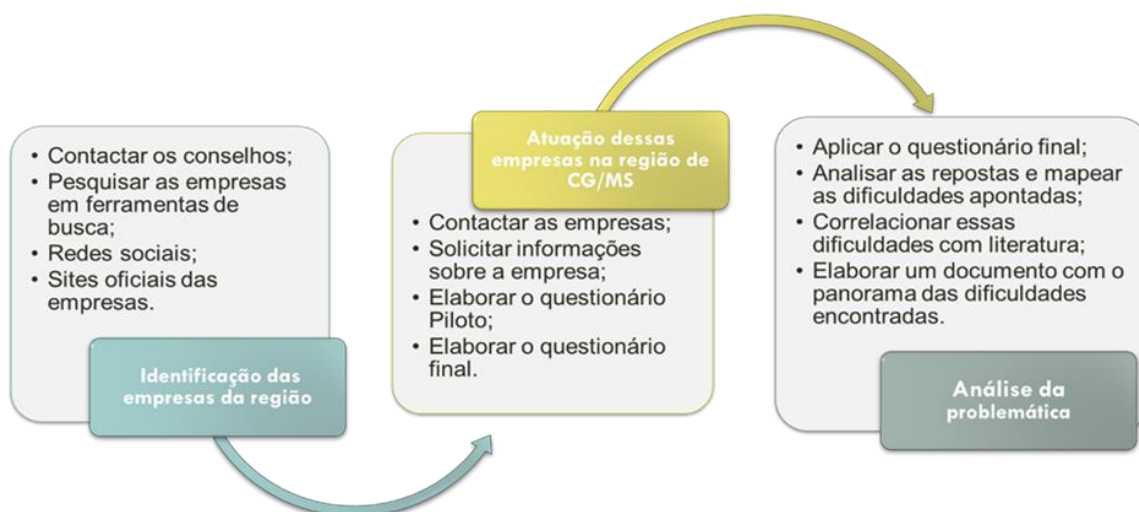 • Contactar os conselhos;
• Pesquisar as empresas
em ferramentas de
busca;
• Redes sociais;
• Sites oficiais das
empresas.
Identificação das
empresas da região
Atuação dessas
empresas na região de
CG/MS
• Contactar as empresas;
• Solicitar informações
sobre a empresa;
• Elaborar o questionário
Piloto;
• Elaborar o questionário
final.
• Aplicar o questionário final;
• Analisar as repostas e mapear
as dificuldades apontadas;
• Correlacionar essas
dificuldades com literatura;
• Elaborar um documento com o
panorama das dificuldades
encontradas.
Análise da
problemática